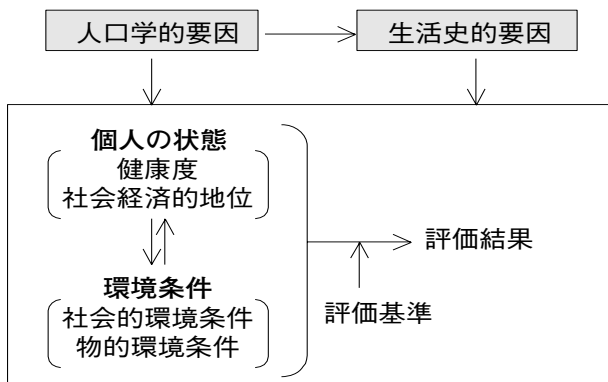 人口学的要因
生活史的要因
個人の状態
健康度
社会経済的地位
環境条件
社会的環境条件
物的環境条件
評価結果
評価基準